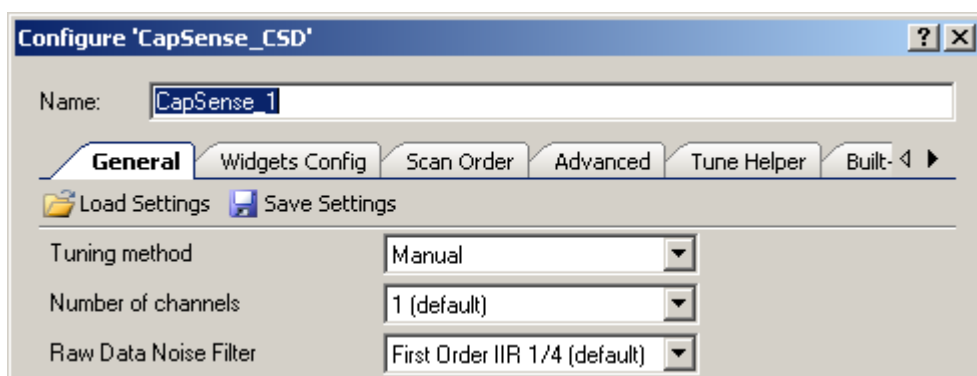 Configure 'CapSense_CSD'
Name: CapSense_1
General Widgets Config Scan Order Advanced Tune Helper Built-
Load Settings Save Settings
Tuning method Manual
Number of channels 1 (default)
Raw Data Noise Filter First Order IIR 1/4 (default)